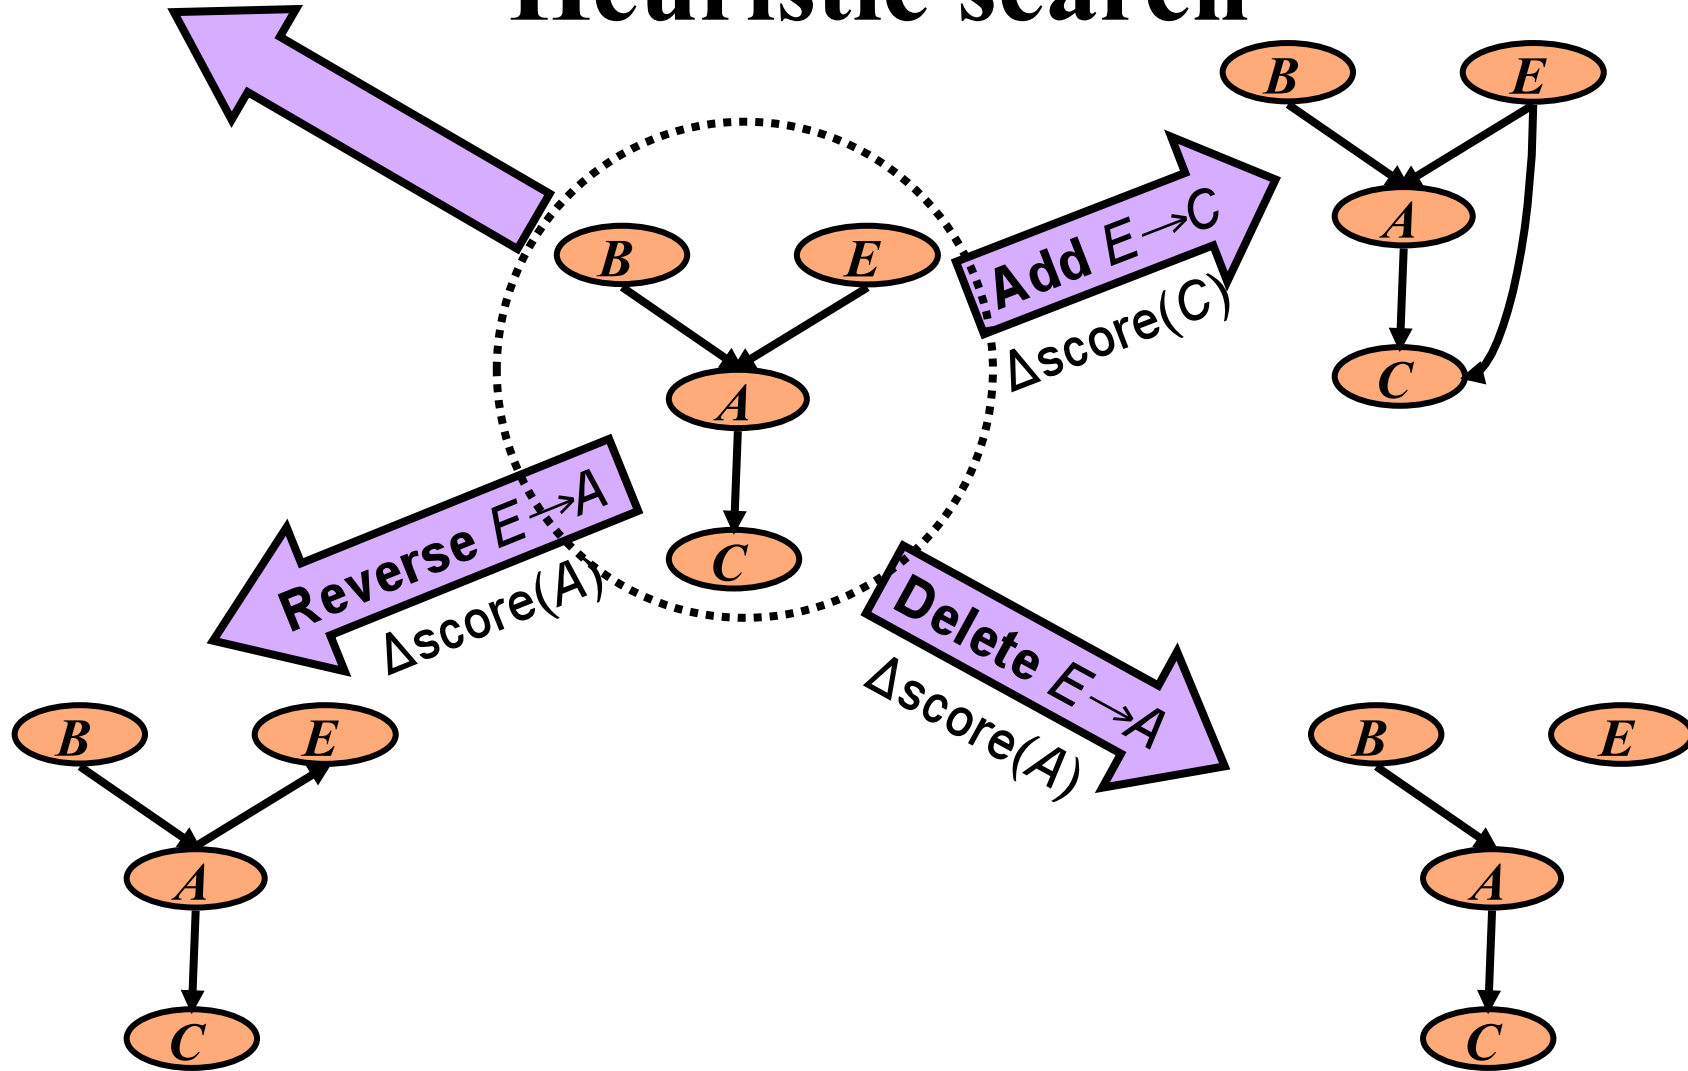 Heuristic search
B E
A
C
Add E→C
Δscore(C)
B E
A
C
Reverse E→A
Δscore(A)
Delete E→A
Δscore(A)
B E
A
C
B E
A
C